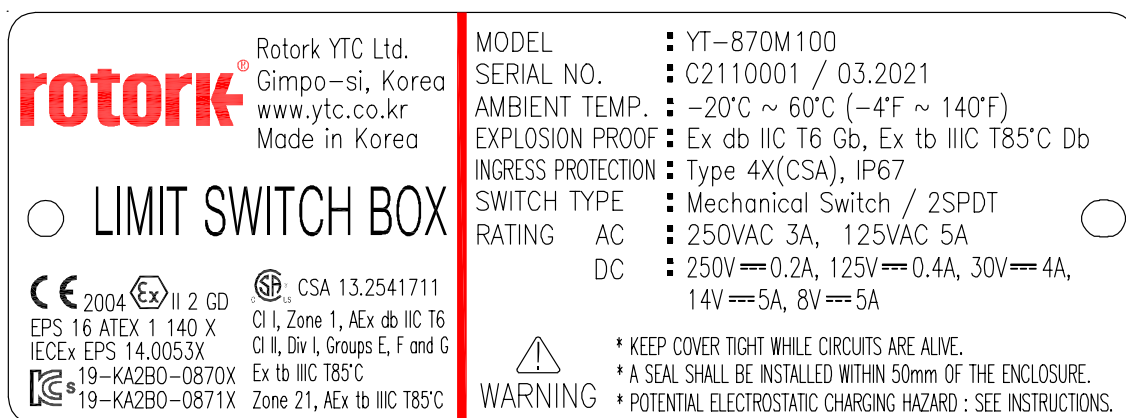 rotork®
Rotork YTC Ltd.
Gimpo-si, Korea
www.ytc.co.kr
Made in Korea
LIMIT SWITCH BOX
CE 2004 Ex II 2 GD
EPS 16 ATEX 1 140 X
IECEx EPS 14.0053X
KCs 19-KA2BO-0870X
19-KA2BO-0871X
SA C US CSA 13.2541711
Cl I, Zone 1, AEx db IIC T6
Cl II, Div I, Groups E, F and G
Ex tb IIIC T85°C
Zone 21, AEx tb IIIC T85°C
MODEL : YT-870M100
SERIAL NO. : C2110001 / 03.2021
AMBIENT TEMP. : -20°C ~ 60°C (-4°F ~ 140°F)
EXPLOSION PROOF : Ex db IIC T6 Gb, Ex tb IIIC T85°C Db
INGRESS PROTECTION : Type 4X(CSA), IP67
SWITCH TYPE : Mechanical Switch / 2SPDT
RATING AC : 250VAC 3A, 125VAC 5A
DC : 250V⎓0.2A, 125V⎓0.4A, 30V⎓4A,
14V⎓5A, 8V⎓5A
WARNING
* KEEP COVER TIGHT WHILE CIRCUITS ARE ALIVE.
* A SEAL SHALL BE INSTALLED WITHIN 50mm OF THE ENCLOSURE.
* POTENTIAL ELECTROSTATIC CHARGING HAZARD : SEE INSTRUCTIONS.